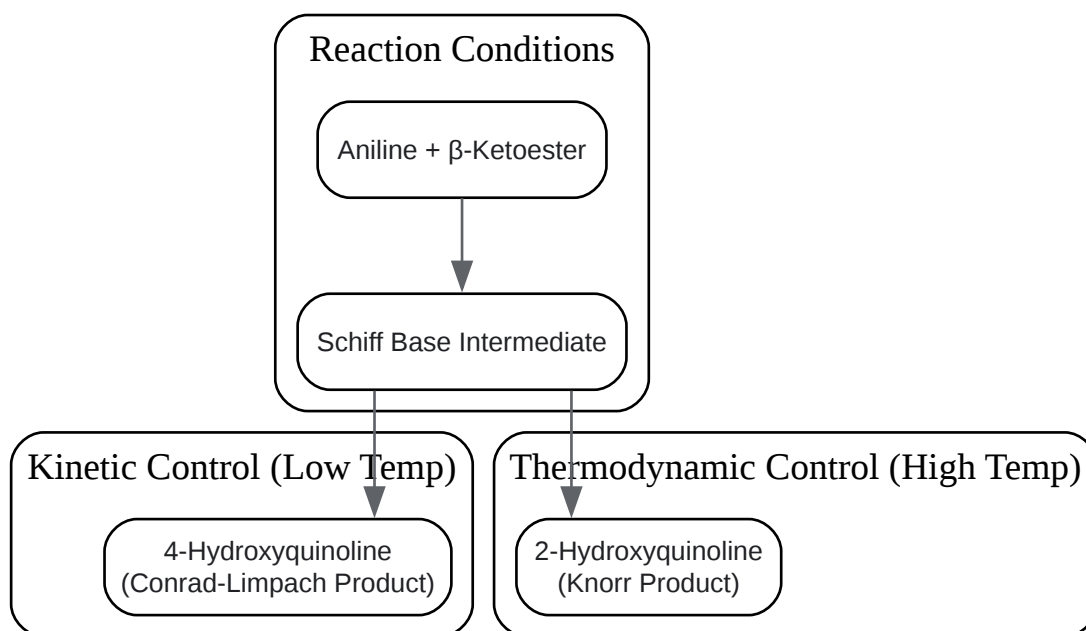 Reaction Conditions
Aniline + β-Ketoester
Schiff Base Intermediate
Kinetic Control (Low Temp)
4-Hydroxyquinoline
(Conrad-Limpach Product)
Thermodynamic Control (High Temp)
2-Hydroxyquinoline
(Knorr Product)